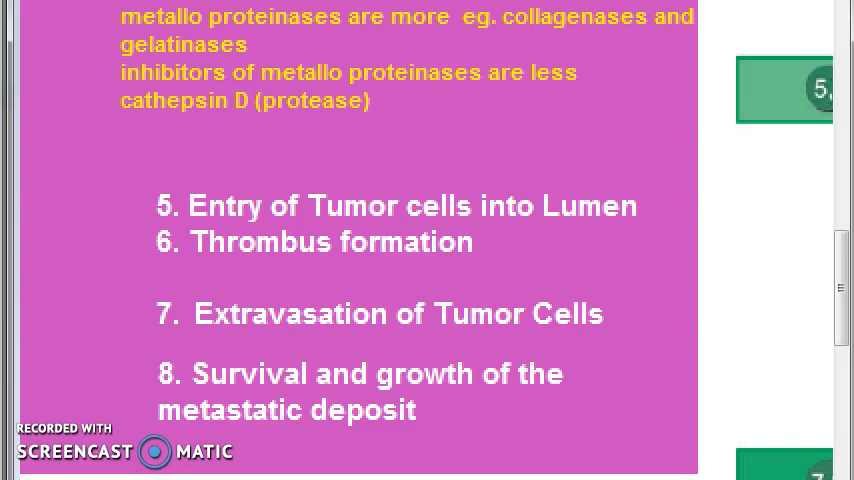 metallo proteinases are more eg. collagenases and
gelatinases
inhibitors of metallo proteinases are less
cathepsin D (protease)
5,
5. Entry of Tumor cells into Lumen
6. Thrombus formation
7. Extravasation of Tumor Cells
8. Survival and growth of the
metastatic deposit
RECORDED WITH
SCREENCAST MATIC